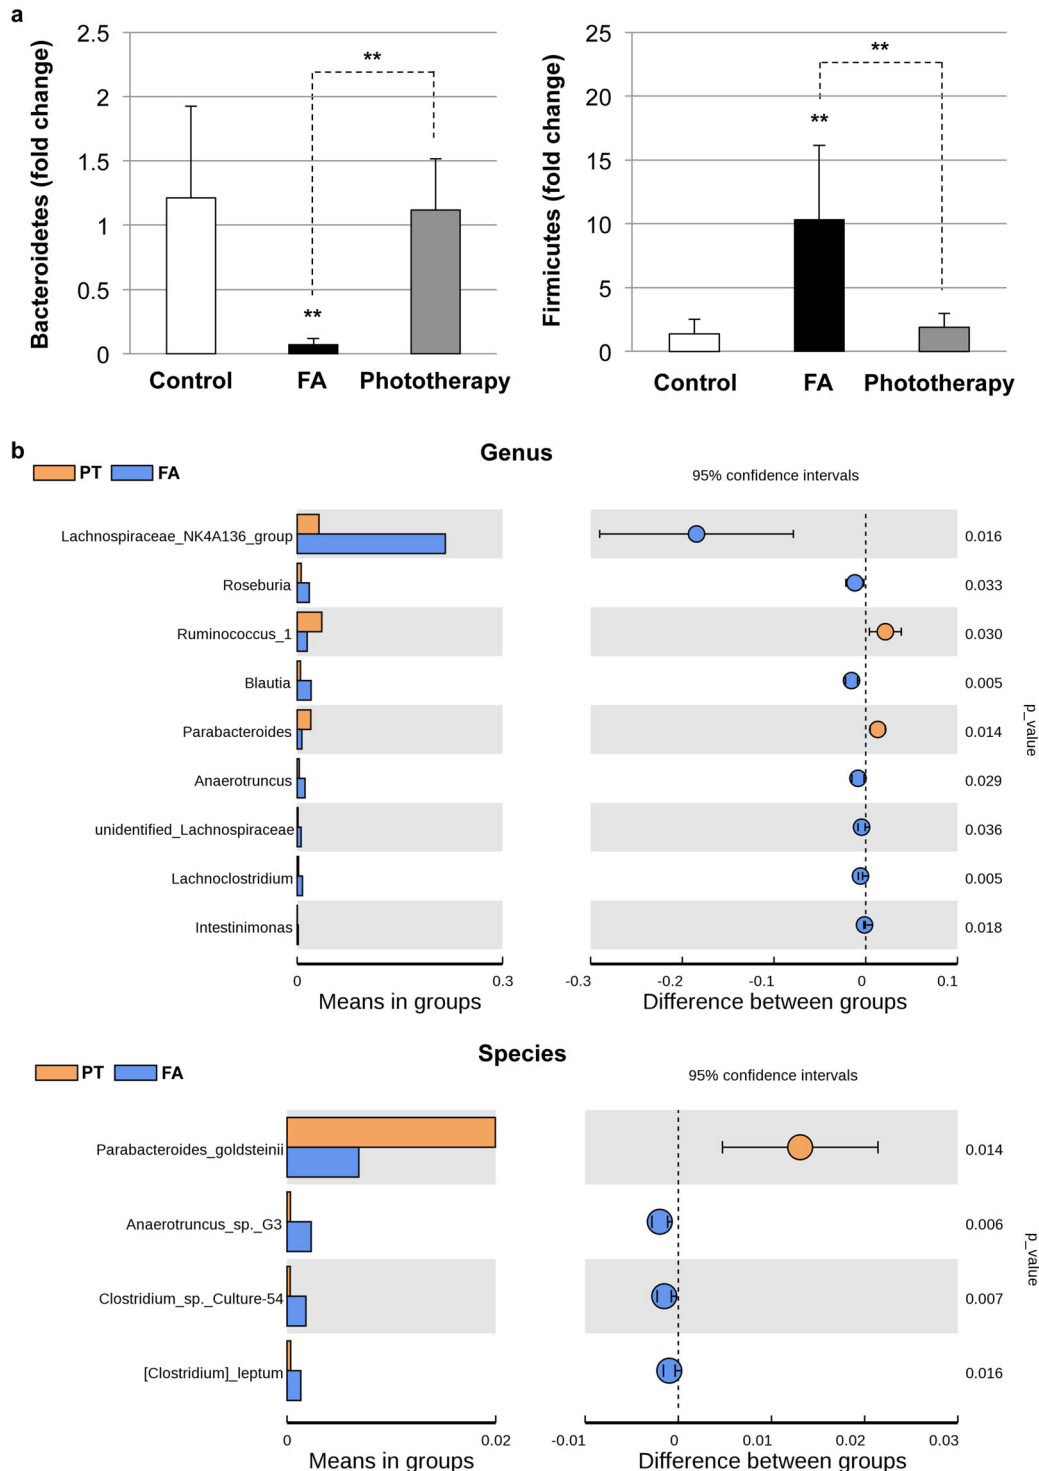 a
Bacteroidetes (fold change)
2.5
2
1.5
1
0.5
0
**
**
Control FA Phototherapy
Firmicutes (fold change)
25
20
15
10
5
0
**
**
Control FA Phototherapy
b
Genus
PT FA
95% confidence intervals
Lachnospiraceae_NK4A136_group 0.016
Roseburia 0.033
Ruminococcus_1 0.030
Blautia 0.005
Parabacteroides 0.014
Anaerotruncus 0.029
unidentified_Lachnospiraceae 0.036
Lachnoclostridium 0.005
Intestinimonas 0.018
p_value
0 0.3 -0.3 -0.2 -0.1 0 0.1
Means in groups Difference between groups
Species
PT FA
95% confidence intervals
Parabacteroides_goldsteinii 0.014
Anaerotruncus_sp._G3 0.006
Clostridium_sp._Culture-54 0.007
[Clostridium]_leptum 0.016
p_value
0 0.02 -0.01 0 0.01 0.02 0.03
Means in groups Difference between groups